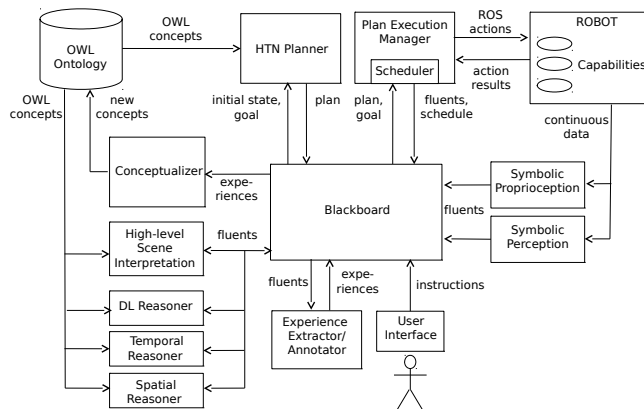 OWL
Ontology
OWL
concepts
HTN Planner
Plan Execution
Manager
Scheduler
ROS
actions
action
results
ROBOT
Capabilities
OWL
concepts
new
concepts
initial state,
goal
plan
plan,
goal
fluents,
schedule
continuous
data
Conceptualizer
expe-
riences
Blackboard
Symbolic
Proprioception
fluents
Symbolic
Perception
High-level
Scene
Interpretation
fluents
DL Reasoner
Temporal
Reasoner
Spatial
Reasoner
fluents
expe-
riences
instructions
Experience
Extractor/
Annotator
User
Interface